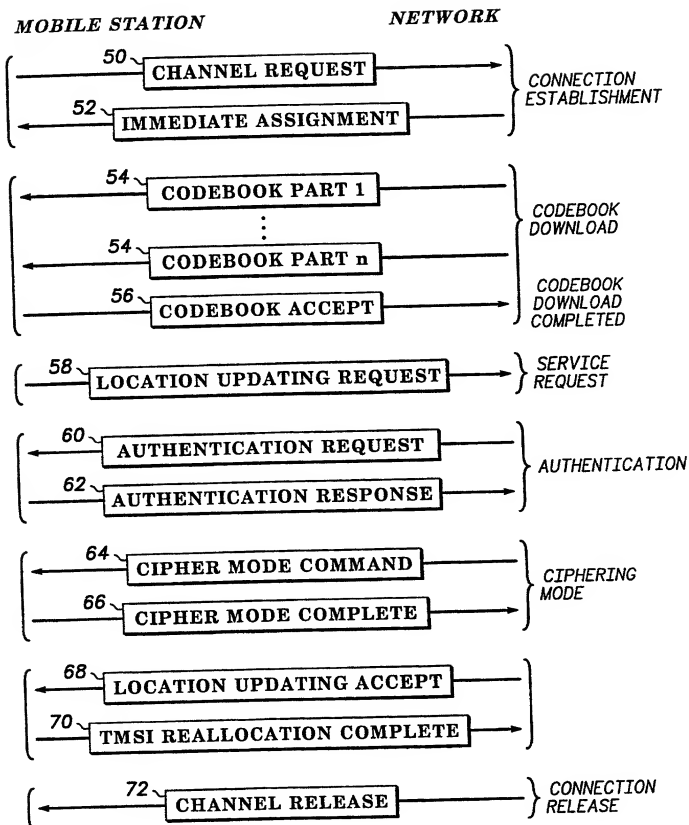 MOBILE STATION NETWORK
50 CHANNEL REQUEST
CONNECTION
ESTABLISHMENT
52 IMMEDIATE ASSIGNMENT
54 CODEBOOK PART 1
CODEBOOK
DOWNLOAD
54 CODEBOOK PART n
56 CODEBOOK ACCEPT
CODEBOOK
DOWNLOAD
COMPLETED
58 LOCATION UPDATING REQUEST
SERVICE
REQUEST
60 AUTHENTICATION REQUEST
AUTHENTICATION
62 AUTHENTICATION RESPONSE
64 CIPHER MODE COMMAND
CIPHERING
MODE
66 CIPHER MODE COMPLETE
68 LOCATION UPDATING ACCEPT
70 TMSI REALLOCATION COMPLETE
72 CHANNEL RELEASE
CONNECTION
RELEASE